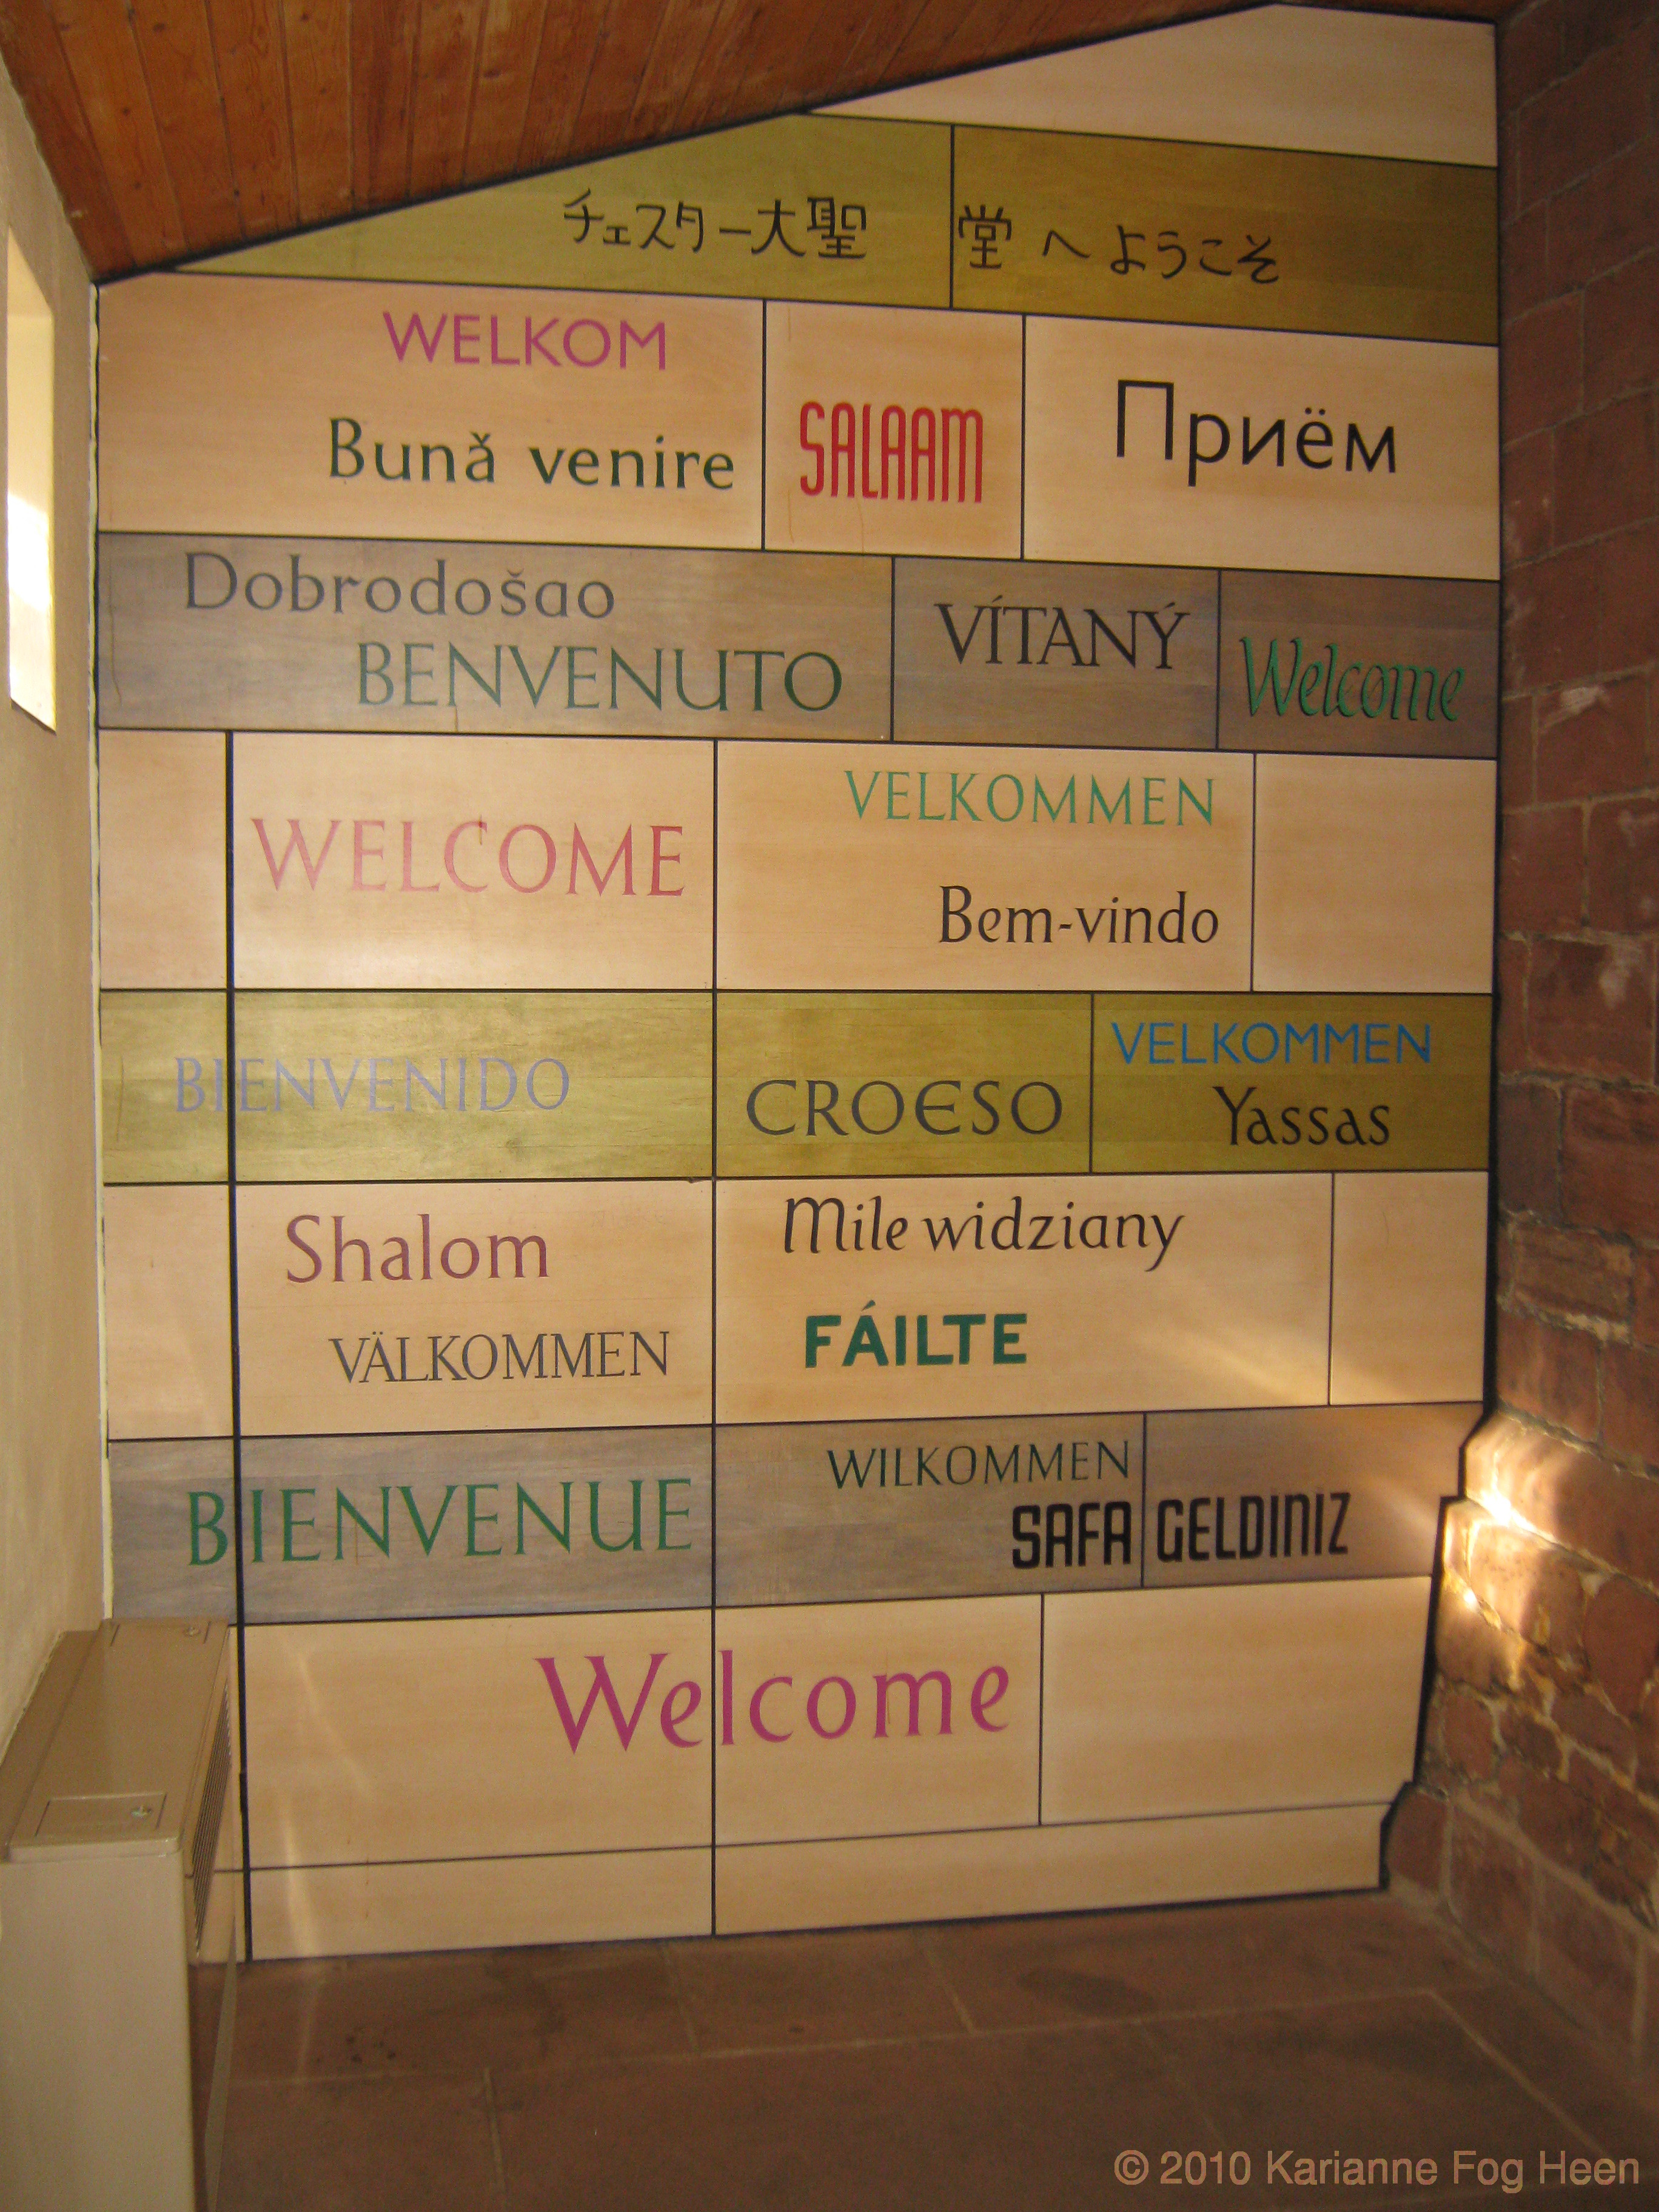 チェスター大聖堂へようこそ
WELKOM
Bună venire
SALAAM
Приём
Dobrodošao
BENVENUTO
VÍTANÝ
Welcome
WELCOME
VELKOMMEN
Bem-vindo
BIENVENIDO
CROESO
VELKOMMEN
Yassas
Shalom
VÄLKOMMEN
Mile widziany
FÁILTE
BIENVENUE
WILKOMMEN
SAFA GELDINIZ
Welcome
© 2010 Karianne Fog Heen